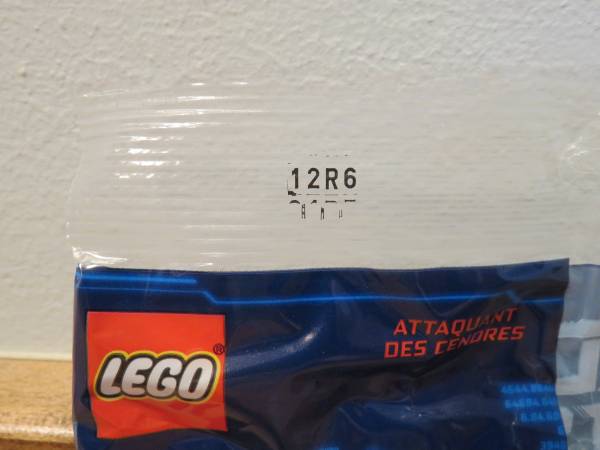 12R6
ATTAQUANT
DES CENDRES
LEGO®